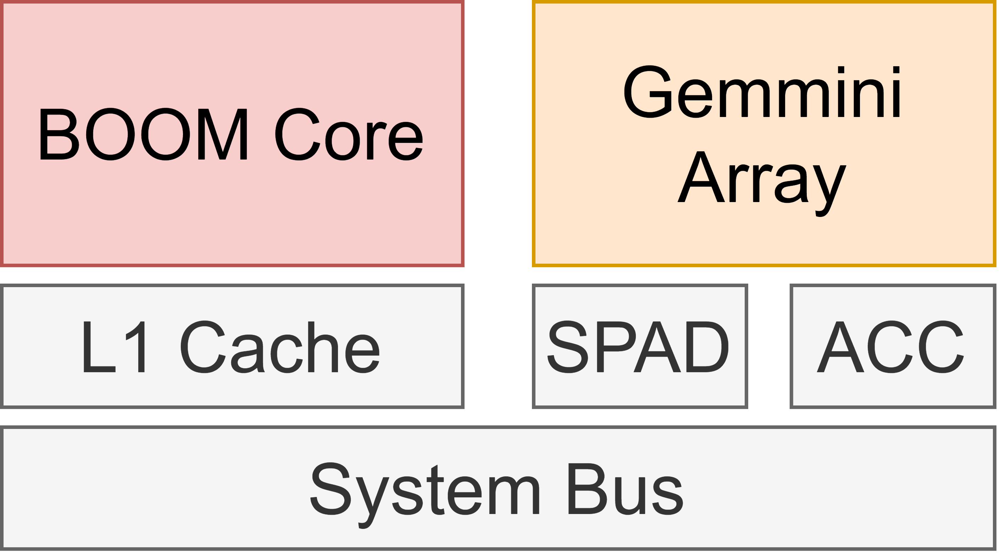 BOOM Core
Gemmini
Array
L1 Cache
SPAD
ACC
System Bus